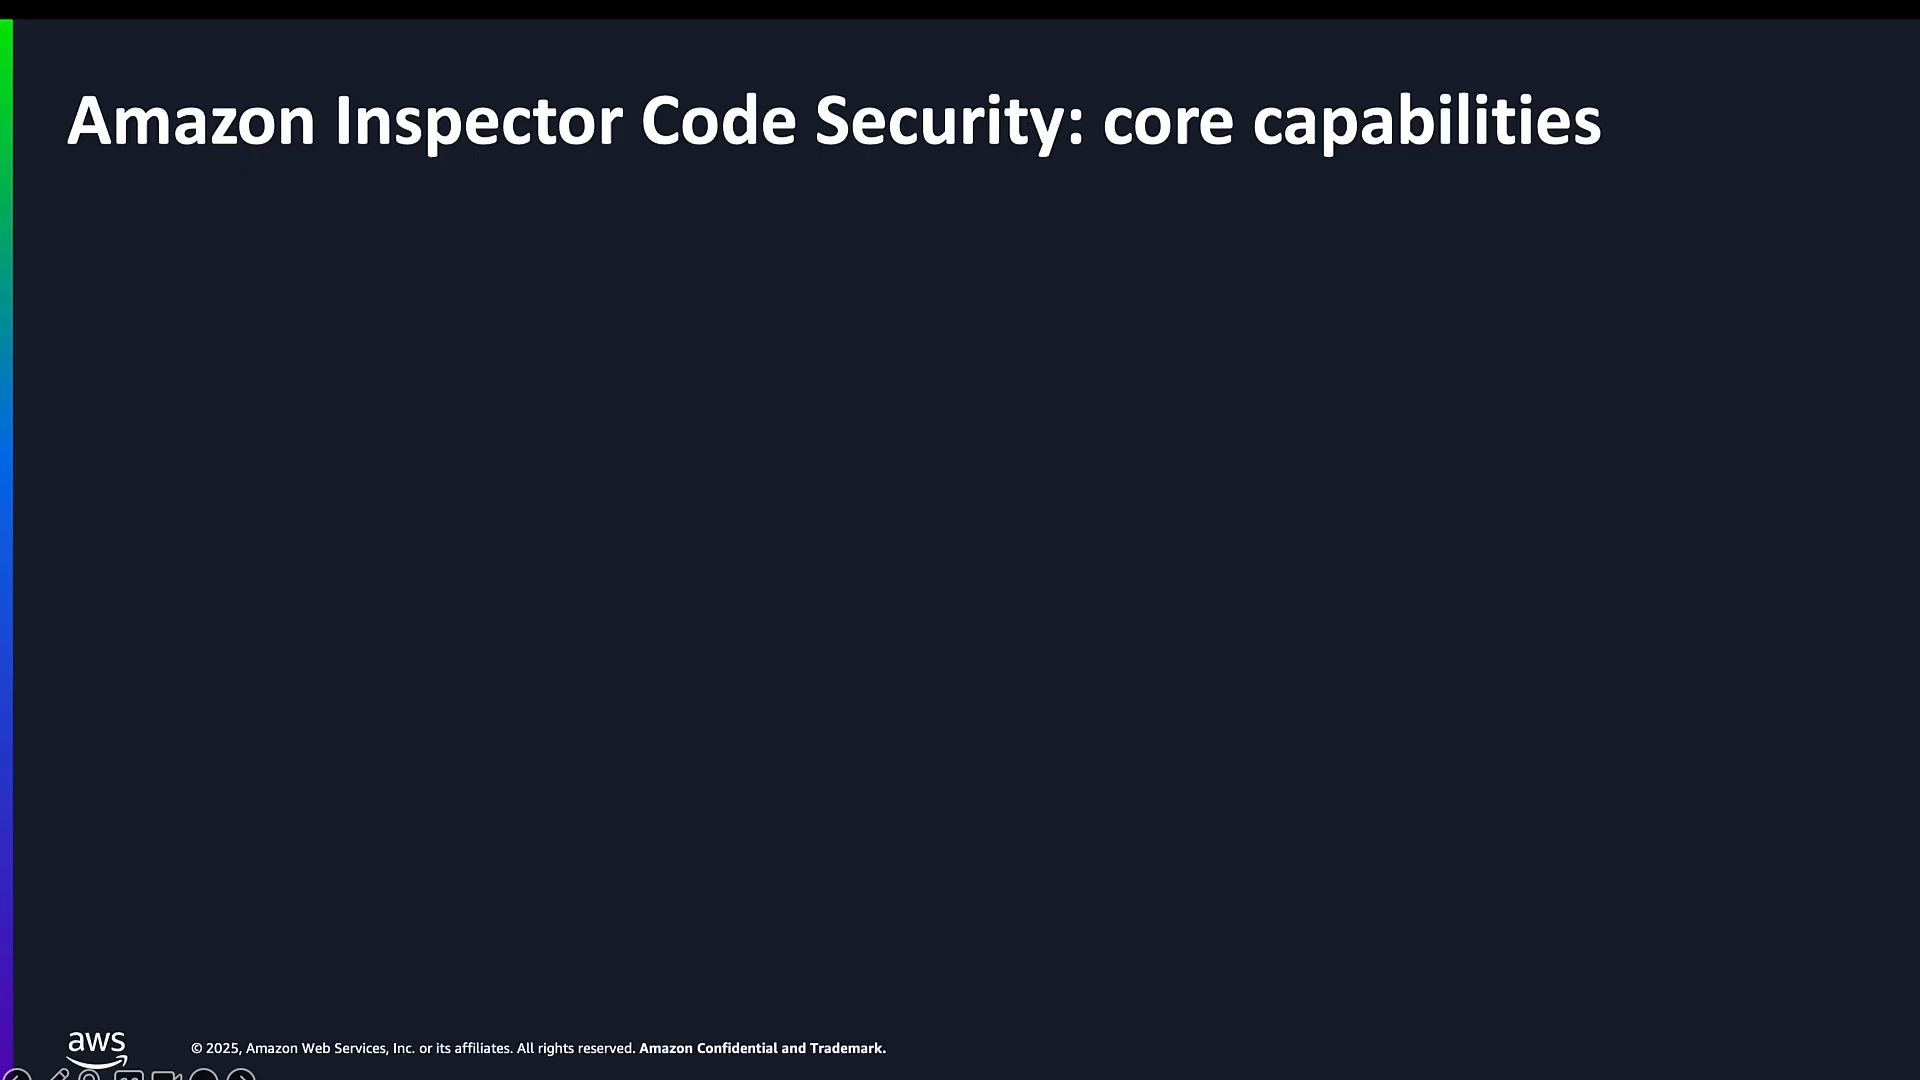 Amazon Inspector Code Security: core capabilities
aws
© 2025, Amazon Web Services, Inc. or its affiliates. All rights reserved. Amazon Confidential and Trademark.